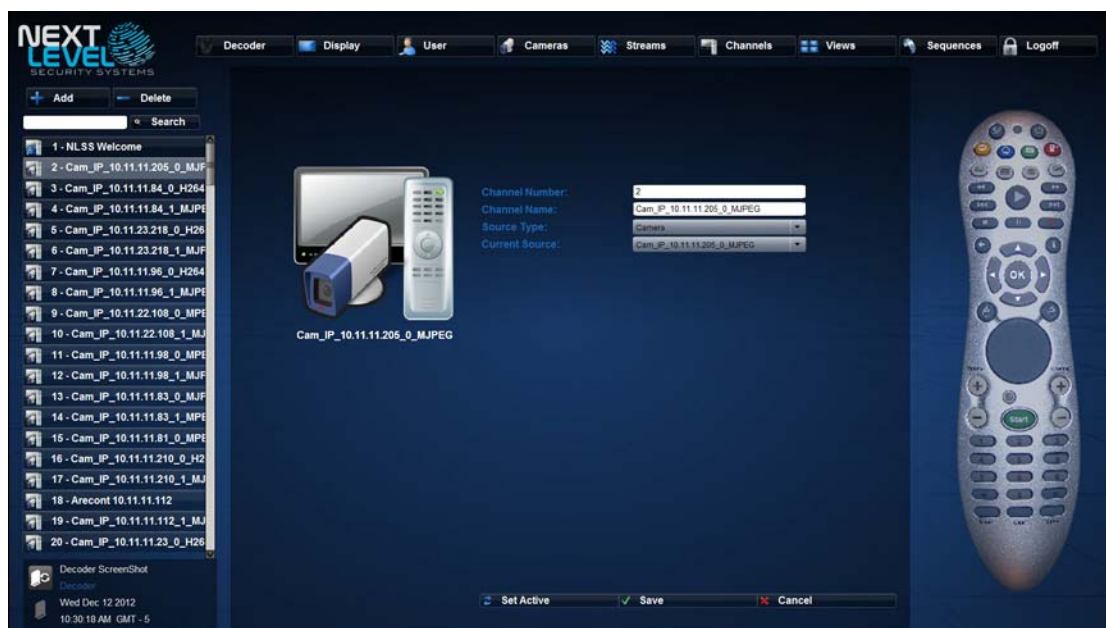 NEXT
LEVEL
SECURITY SYSTEMS
Decoder
Display
User
Cameras
Streams
Channels
Views
Sequences
Logoff
Add
Delete
Search
1 - NLSS Welcome
2 - Cam_IP_10.11.11.205_0_MJP
3 - Cam_IP_10.11.11.84_0_H264
4 - Cam_IP_10.11.11.84_1_MJPE
5 - Cam_IP_10.11.23.218_0_H26
6 - Cam_IP_10.11.23.218_1_MJP
7 - Cam_IP_10.11.11.96_0_H264
8 - Cam_IP_10.11.11.96_1_MJPE
9 - Cam_IP_10.11.22.108_0_MPE
10 - Cam_IP_10.11.22.108_1_MJ
11 - Cam_IP_10.11.11.98_0_MPE
12 - Cam_IP_10.11.11.98_1_MJP
13 - Cam_IP_10.11.11.83_0_MJP
14 - Cam_IP_10.11.11.83_1_MPE
15 - Cam_IP_10.11.11.81_0_MPE
16 - Cam_IP_10.11.11.210_0_H2
17 - Cam_IP_10.11.11.210_1_MJ
18 - Arecont 10.11.11.112
19 - Cam_IP_10.11.11.112_1_MJ
20 - Cam_IP_10.11.11.23_0_H26
Cam_IP_10.11.11.205_0_MJPEG
Channel Number: 2
Channel Name: Cam_IP_10.11.11.205_0_MJPEG
Source Type: Camera
Current Source: Cam_IP_10.11.11.205_0_MJPEG
OK
Start
Decoder ScreenShot
Decoder
Wed Dec 12 2012
10:30:18 AM GMT - 5
Set Active
Save
Cancel